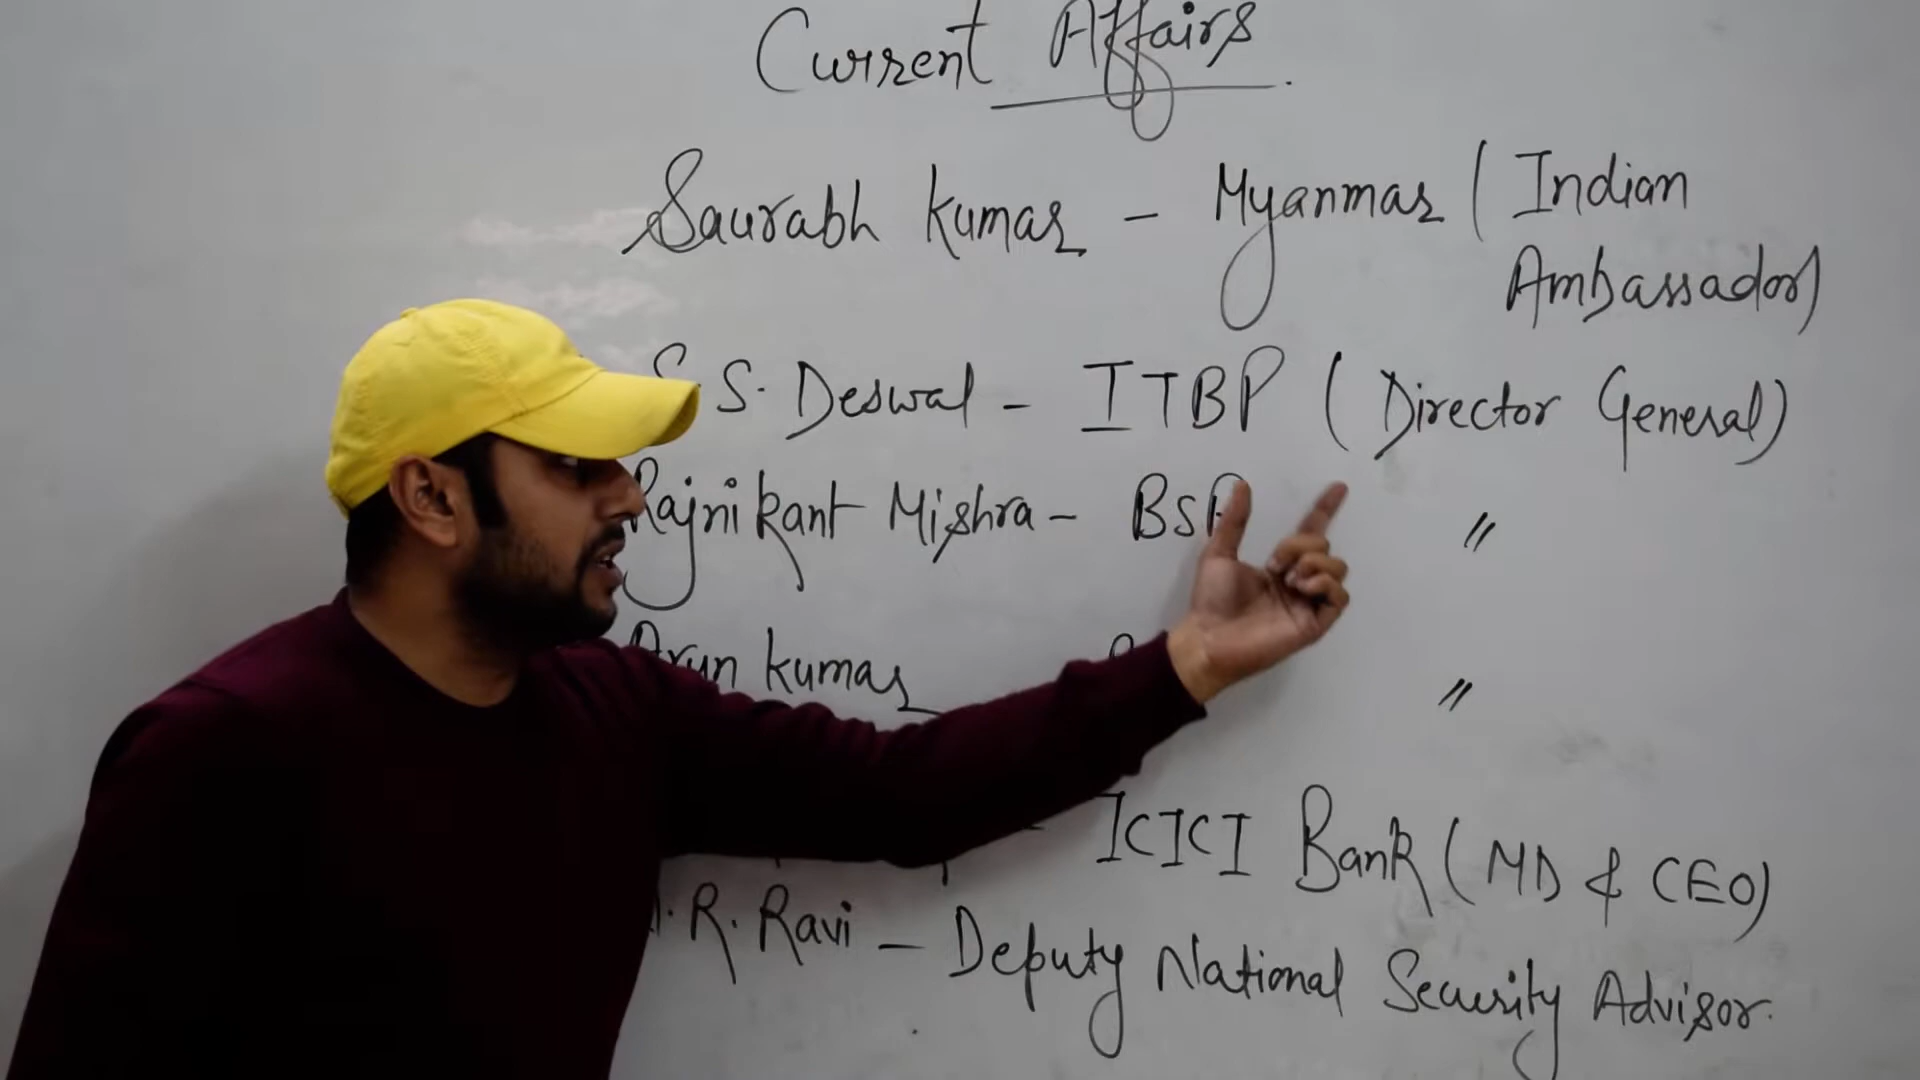 Current Affairs.
Saurabh Kumar - Myanmar (Indian
Ambassador)
S. S. Deswal - ITBP (Director General)
Rajnikant Mishra - "
Arun Kumar "
- ICICI Bank (MD & CEO)
R. Ravi - Deputy National Security Advisor.